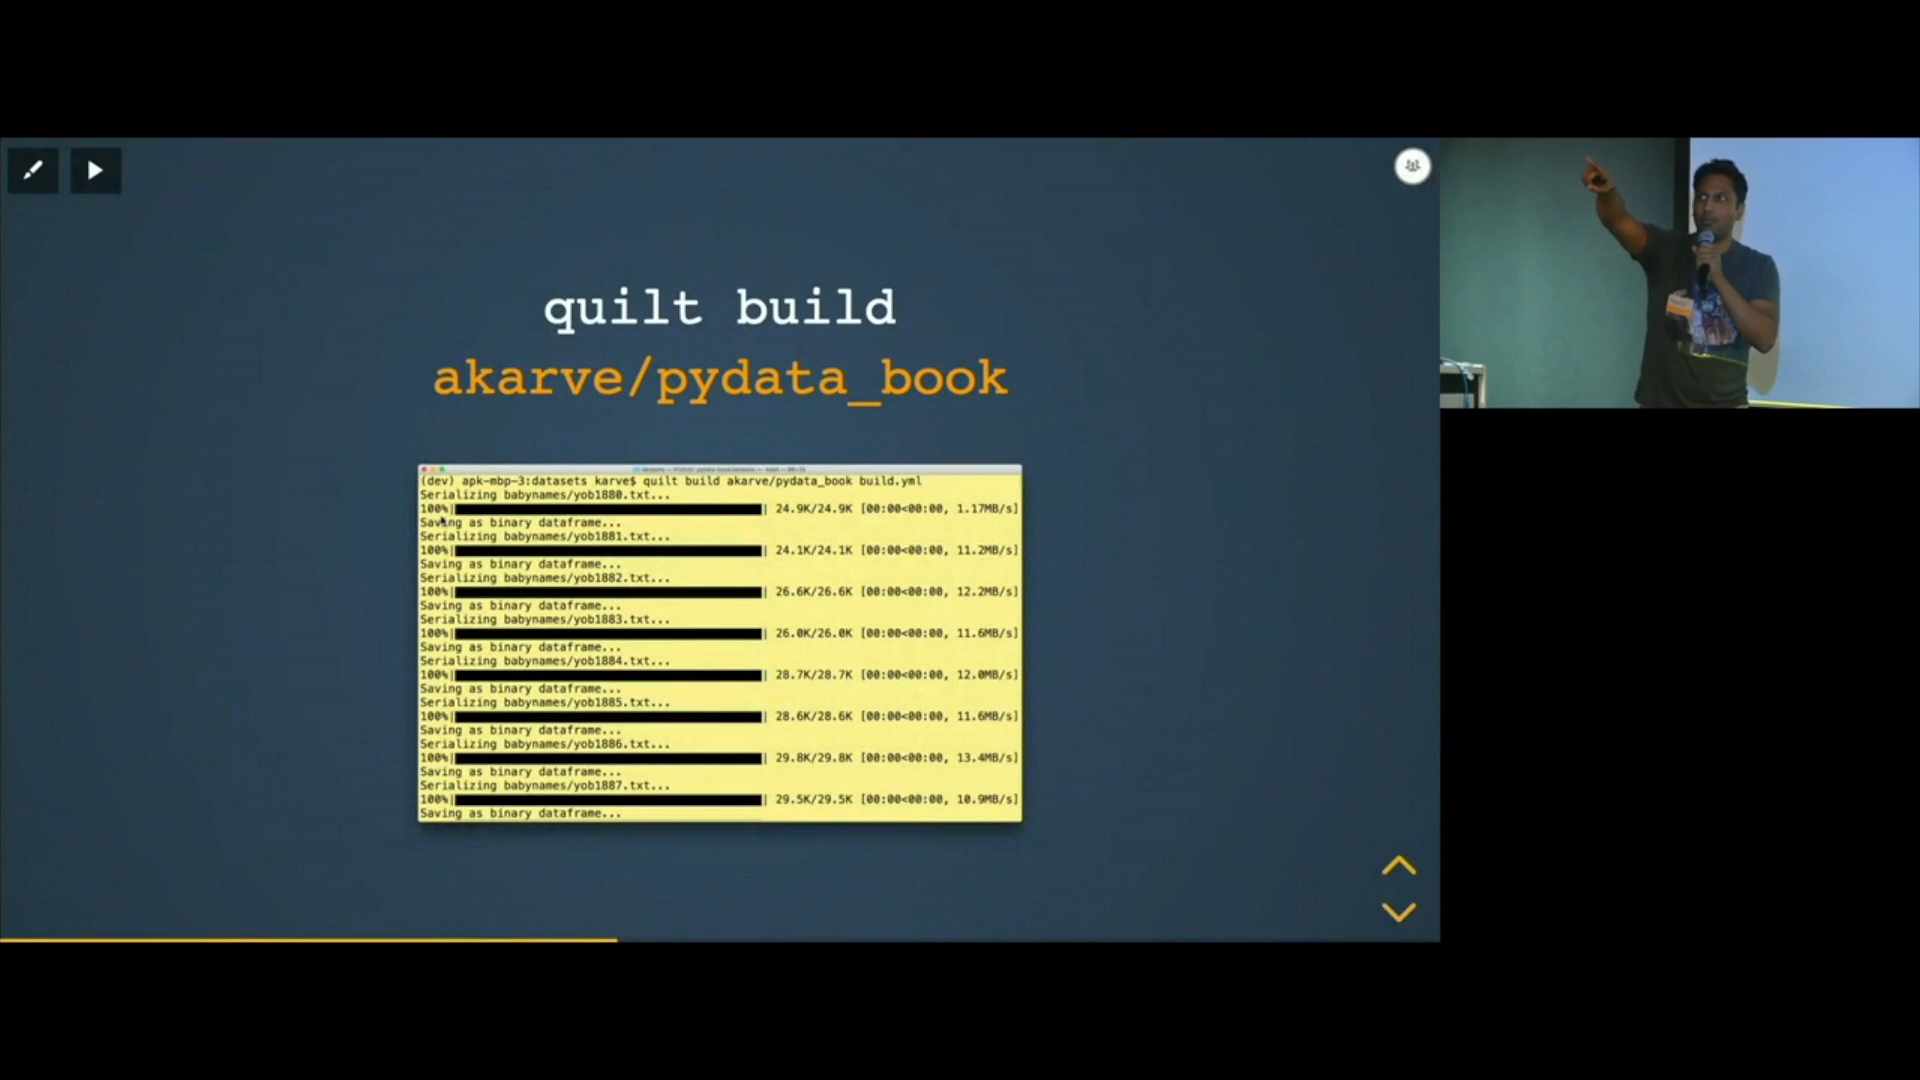 quilt build
akarve/pydata_book
(dev) apk-mbp-3:datasets karve$ quilt build akarve/pydata_book build.yml
Serializing babynames/yob1880.txt...
100%| | 24.9K/24.9K [00:00<00:00, 1.17MB/s]
Saving as binary dataframe...
Serializing babynames/yob1881.txt...
100%| | 24.1K/24.1K [00:00<00:00, 11.2MB/s]
Saving as binary dataframe...
Serializing babynames/yob1882.txt...
100%| | 26.6K/26.6K [00:00<00:00, 12.2MB/s]
Saving as binary dataframe...
Serializing babynames/yob1883.txt...
100%| | 26.0K/26.0K [00:00<00:00, 11.6MB/s]
Saving as binary dataframe...
Serializing babynames/yob1884.txt...
100%| | 28.7K/28.7K [00:00<00:00, 12.0MB/s]
Saving as binary dataframe...
Serializing babynames/yob1885.txt...
100%| | 28.6K/28.6K [00:00<00:00, 11.6MB/s]
Saving as binary dataframe...
Serializing babynames/yob1886.txt...
100%| | 29.8K/29.8K [00:00<00:00, 13.4MB/s]
Saving as binary dataframe...
Serializing babynames/yob1887.txt...
100%| | 29.5K/29.5K [00:00<00:00, 10.9MB/s]
Saving as binary dataframe...